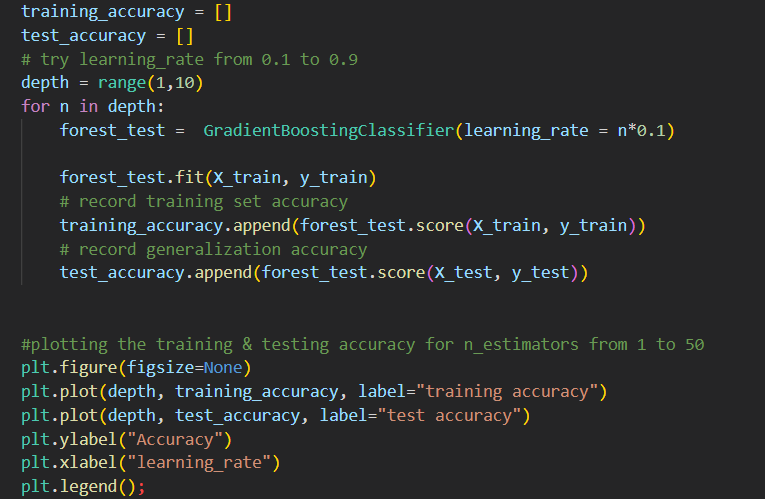 training_accuracy = []
test_accuracy = []
# try learning_rate from 0.1 to 0.9
depth = range(1,10)
for n in depth:
    forest_test =  GradientBoostingClassifier(learning_rate = n*0.1)
    forest_test.fit(X_train, y_train)
    # record training set accuracy
    training_accuracy.append(forest_test.score(X_train, y_train))
    # record generalization accuracy
    test_accuracy.append(forest_test.score(X_test, y_test))
#plotting the training & testing accuracy for n_estimators from 1 to 50
plt.figure(figsize=None)
plt.plot(depth, training_accuracy, label="training accuracy")
plt.plot(depth, test_accuracy, label="test accuracy")
plt.ylabel("Accuracy")
plt.xlabel("learning_rate")
plt.legend();